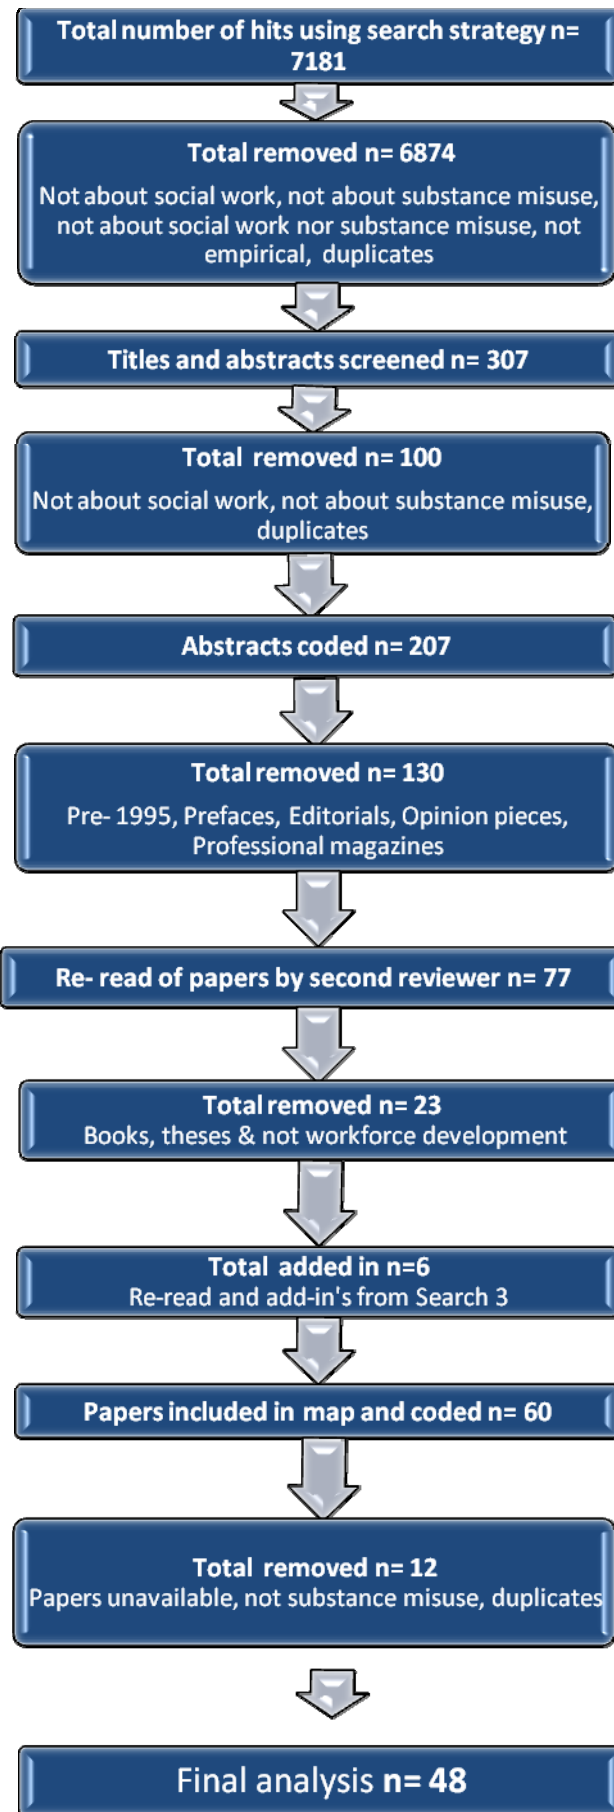 Total number of hits using search strategy n=
7181
Total removed n= 6874
Not about social work, not about substance misuse,
not about social work nor substance misuse, not
empirical, duplicates
Titles and abstracts screened n= 307
Total removed n= 100
Not about social work, not about substance misuse,
duplicates
Abstracts coded n= 207
Total removed n= 130
Pre- 1995, Prefaces, Editorials, Opinion pieces,
Professional magazines
Re- read of papers by second reviewer n= 77
Total removed n= 23
Books, theses & not workforce development
Total added in n=6
Re-read and add-in's from Search 3
Papers included in map and coded n= 60
Total removed n= 12
Papers unavailable, not substance misuse, duplicates
Final analysis n= 48